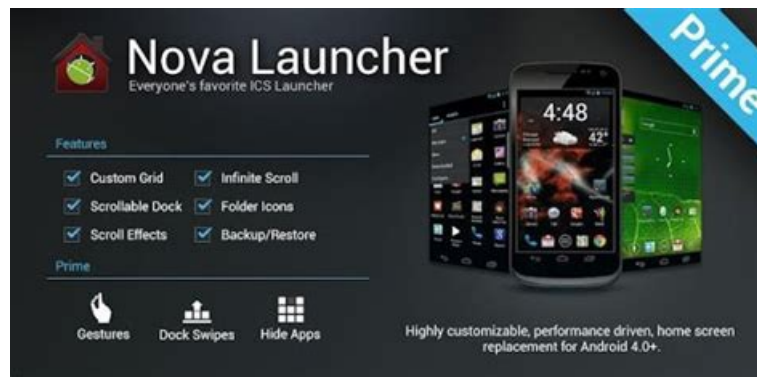 Nova Launcher
Everyone's favorite ICS Launcher
Prime
Features
Custom Grid
Infinite Scroll
Scrollable Dock
Folder Icons
Scroll Effects
Backup/Restore
Prime
Gestures
Dock Swipes
Hide Apps
4:48
42°
Highly customizable, performance driven, home screen
replacement for Android 4.0+.